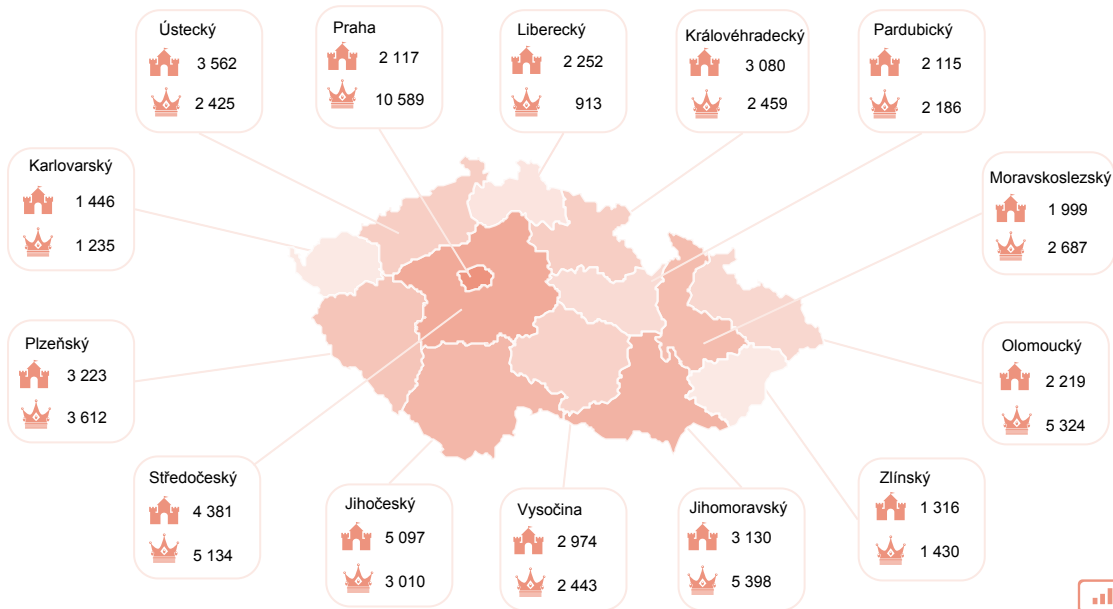 Ústecký
3 562
2 425
Praha
2 117
10 589
Liberecký
2 252
913
Královéhradecký
3 080
2 459
Pardubický
2 115
2 186
Karlovarský
1 446
1 235
Moravskoslezský
1 999
2 687
Plzeňský
3 223
3 612
Olomoucký
2 219
5 324
Středočeský
4 381
5 134
Jihočeský
5 097
3 010
Vysočina
2 974
2 443
Jihomoravský
3 130
5 398
Zlínský
1 316
1 430